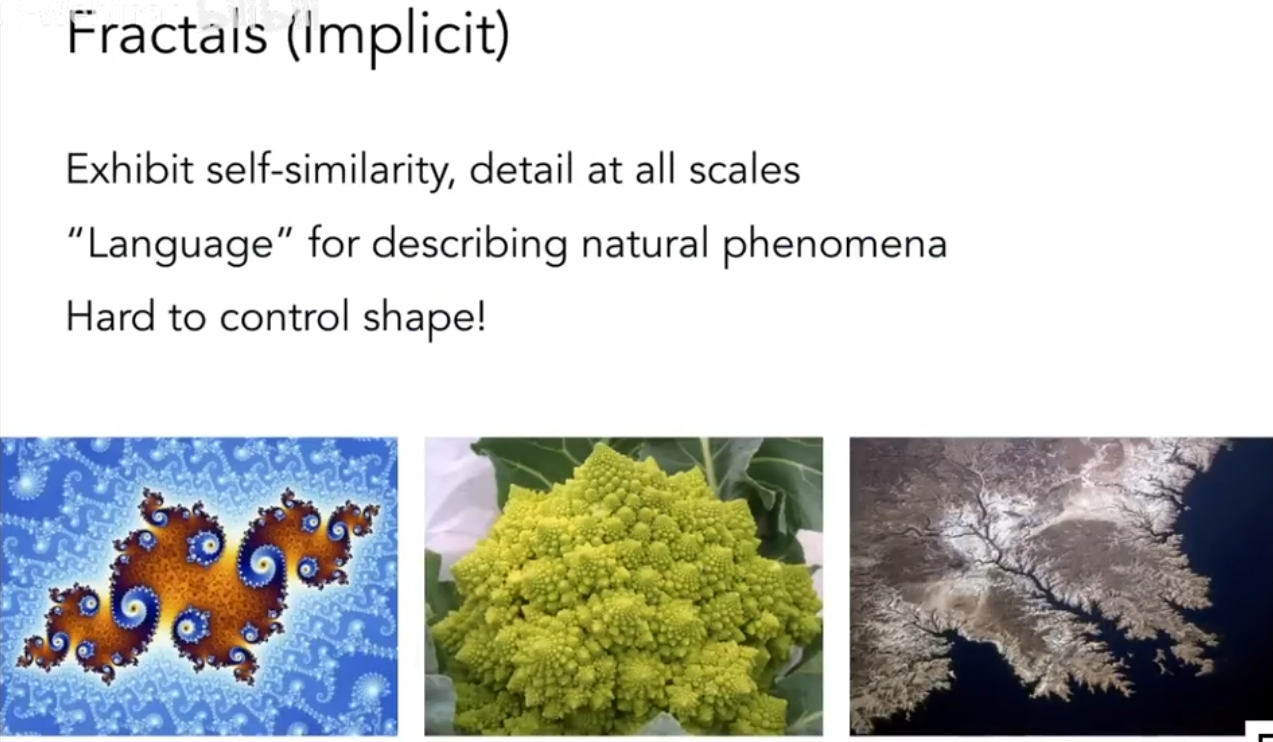 Fractals (Implicit)
Exhibit self-similarity, detail at all scales
“Language” for describing natural phenomena
Hard to control shape!